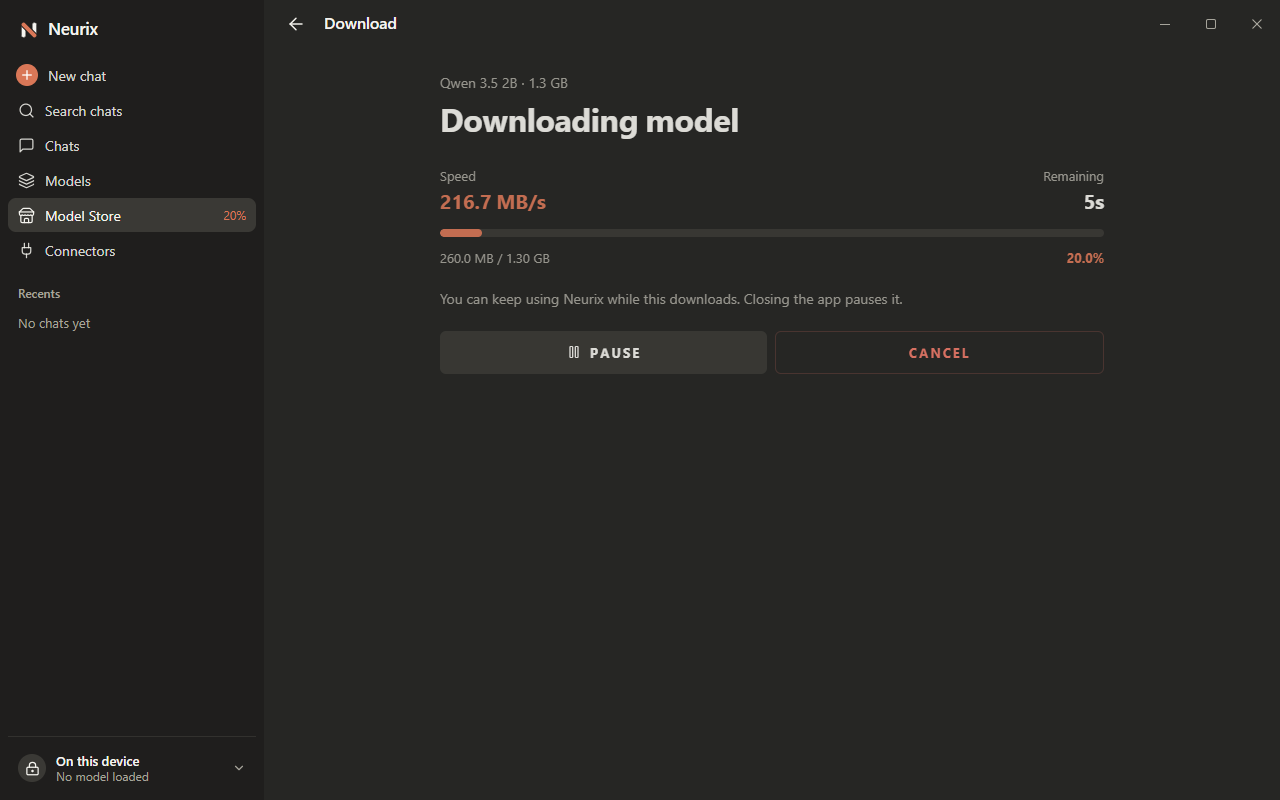 Neurix
New chat
Search chats
Chats
Models
Model Store 20%
Connectors
Recents
No chats yet
On this device
No model loaded
Download
Qwen 3.5 2B · 1.3 GB
Downloading model
Speed Remaining
216.7 MB/s 5s
260.0 MB / 1.30 GB 20.0%
You can keep using Neurix while this downloads. Closing the app pauses it.
PAUSE CANCEL